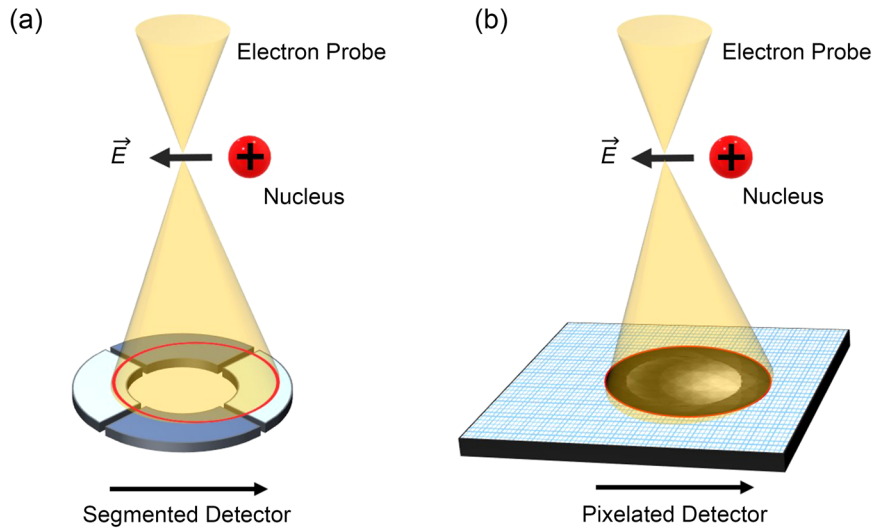 (a)
Electron Probe
E
Nucleus
Segmented Detector
(b)
Electron Probe
E
Nucleus
Pixelated Detector